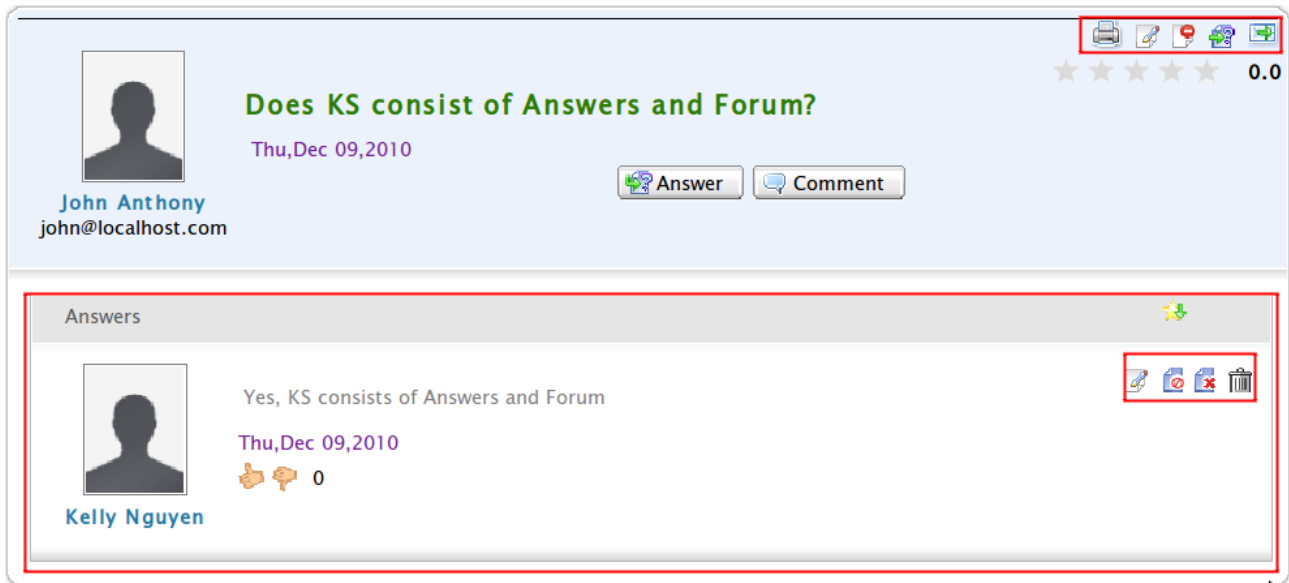 0.0
Does KS consist of Answers and Forum?
Thu,Dec 09,2010
Answer
Comment
John Anthony
john@localhost.com
Answers
Yes, KS consists of Answers and Forum
Thu,Dec 09,2010
0
Kelly Nguyen